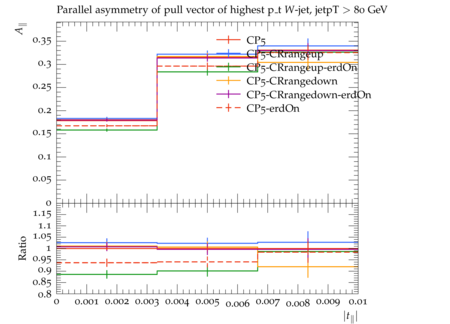 Parallel asymmetry of pull vector of highest p_t W-jet, jetpT > 80 GeV
A∥
CP5
CP5-CRrangeup
CP5-CRrangeup-erdOn
CP5-CRrangedown
CP5-CRrangedown-erdOn
CP5-erdOn
0.35
0.3
0.25
0.2
0.15
0.1
0.05
0
Ratio
1.15
1.1
1.05
1
0.95
0.9
0.85
0.8
0 0.001 0.002 0.003 0.004 0.005 0.006 0.007 0.008 0.009 0.01
|t∥|